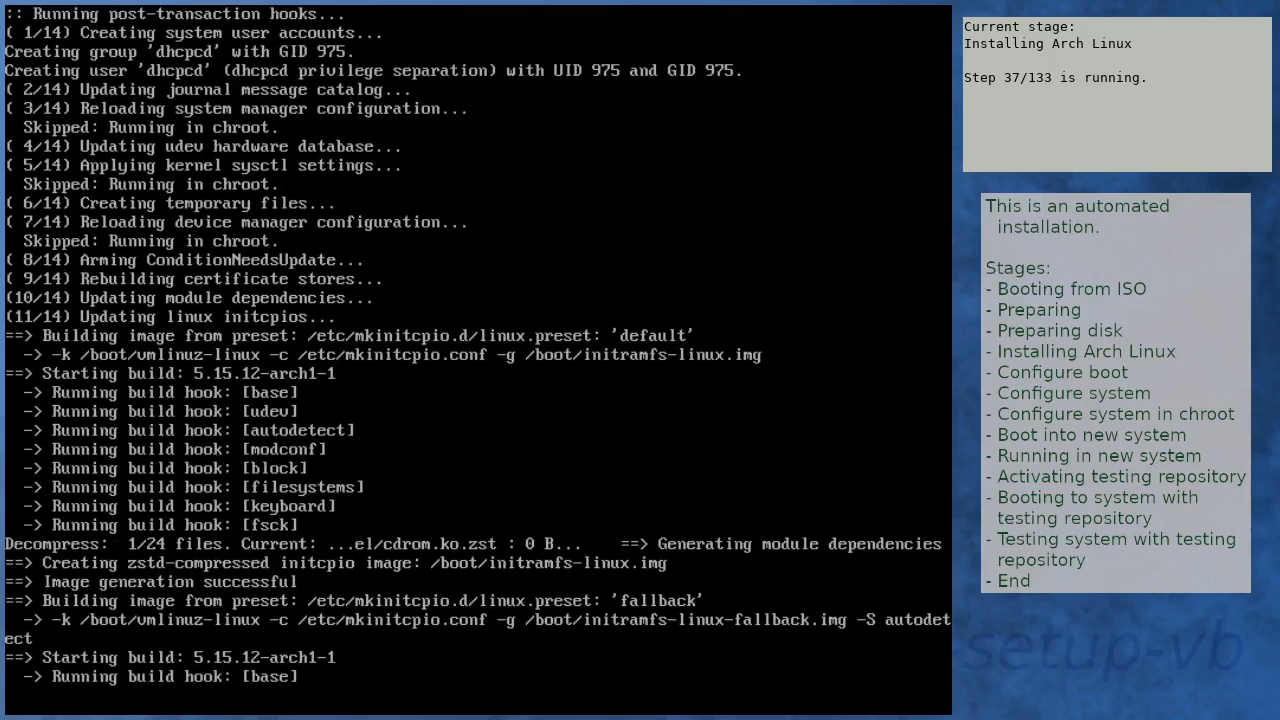 :: Running post-transaction hooks...
( 1/14) Creating system user accounts...
Creating group 'dhcpcd' with GID 975.
Creating user 'dhcpcd' (dhcpcd privilege separation) with UID 975 and GID 975.
( 2/14) Updating journal message catalog...
( 3/14) Reloading system manager configuration...
  Skipped: Running in chroot.
( 4/14) Updating udev hardware database...
( 5/14) Applying kernel sysctl settings...
  Skipped: Running in chroot.
( 6/14) Creating temporary files...
( 7/14) Reloading device manager configuration...
  Skipped: Running in chroot.
( 8/14) Arming ConditionNeedsUpdate...
( 9/14) Rebuilding certificate stores...
(10/14) Updating module dependencies...
(11/14) Updating linux initcpios...
==> Building image from preset: /etc/mkinitcpio.d/linux.preset: 'default'
  -> -k /boot/vmlinuz-linux -c /etc/mkinitcpio.conf -g /boot/initramfs-linux.img
==> Starting build: 5.15.12-arch1-1
  -> Running build hook: [base]
  -> Running build hook: [udev]
  -> Running build hook: [autodetect]
  -> Running build hook: [modconf]
  -> Running build hook: [block]
  -> Running build hook: [filesystems]
  -> Running build hook: [keyboard]
  -> Running build hook: [fsck]
Decompress:  1/24 files. Current: ...el/cdrom.ko.zst : 0 B...    ==> Generating module dependencies
==> Creating zstd-compressed initcpio image: /boot/initramfs-linux.img
==> Image generation successful
==> Building image from preset: /etc/mkinitcpio.d/linux.preset: 'fallback'
  -> -k /boot/vmlinuz-linux -c /etc/mkinitcpio.conf -g /boot/initramfs-linux-fallback.img -S autodet
ect
==> Starting build: 5.15.12-arch1-1
  -> Running build hook: [base]
Current stage:
Installing Arch Linux
Step 37/133 is running.
This is an automated
installation.
Stages:
- Booting from ISO
- Preparing
- Preparing disk
- Installing Arch Linux
- Configure boot
- Configure system
- Configure system in chroot
- Boot into new system
- Running in new system
- Activating testing repository
- Booting to system with
testing repository
- Testing system with testing
repository
- End
setup-vb